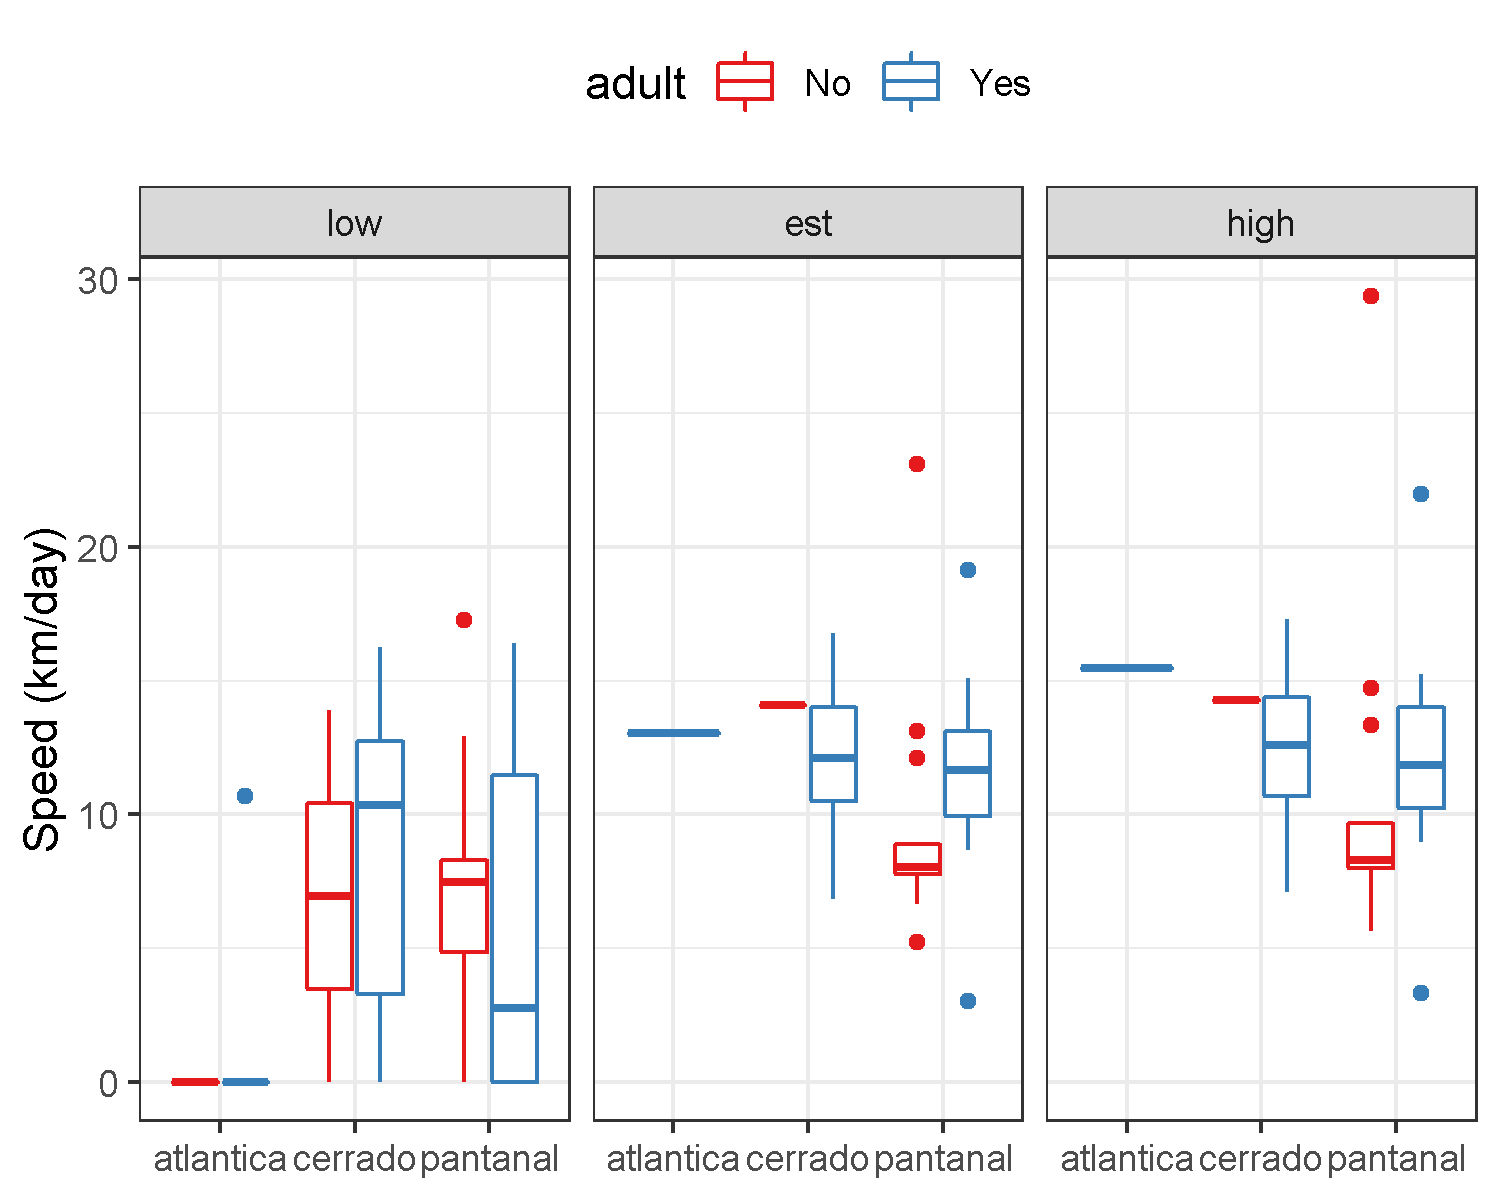 adult No Yes
low est high
Speed (km/day)
30
20
10
0
atlantica cerrado pantanal atlantica cerrado pantanal atlantica cerrado pantanal